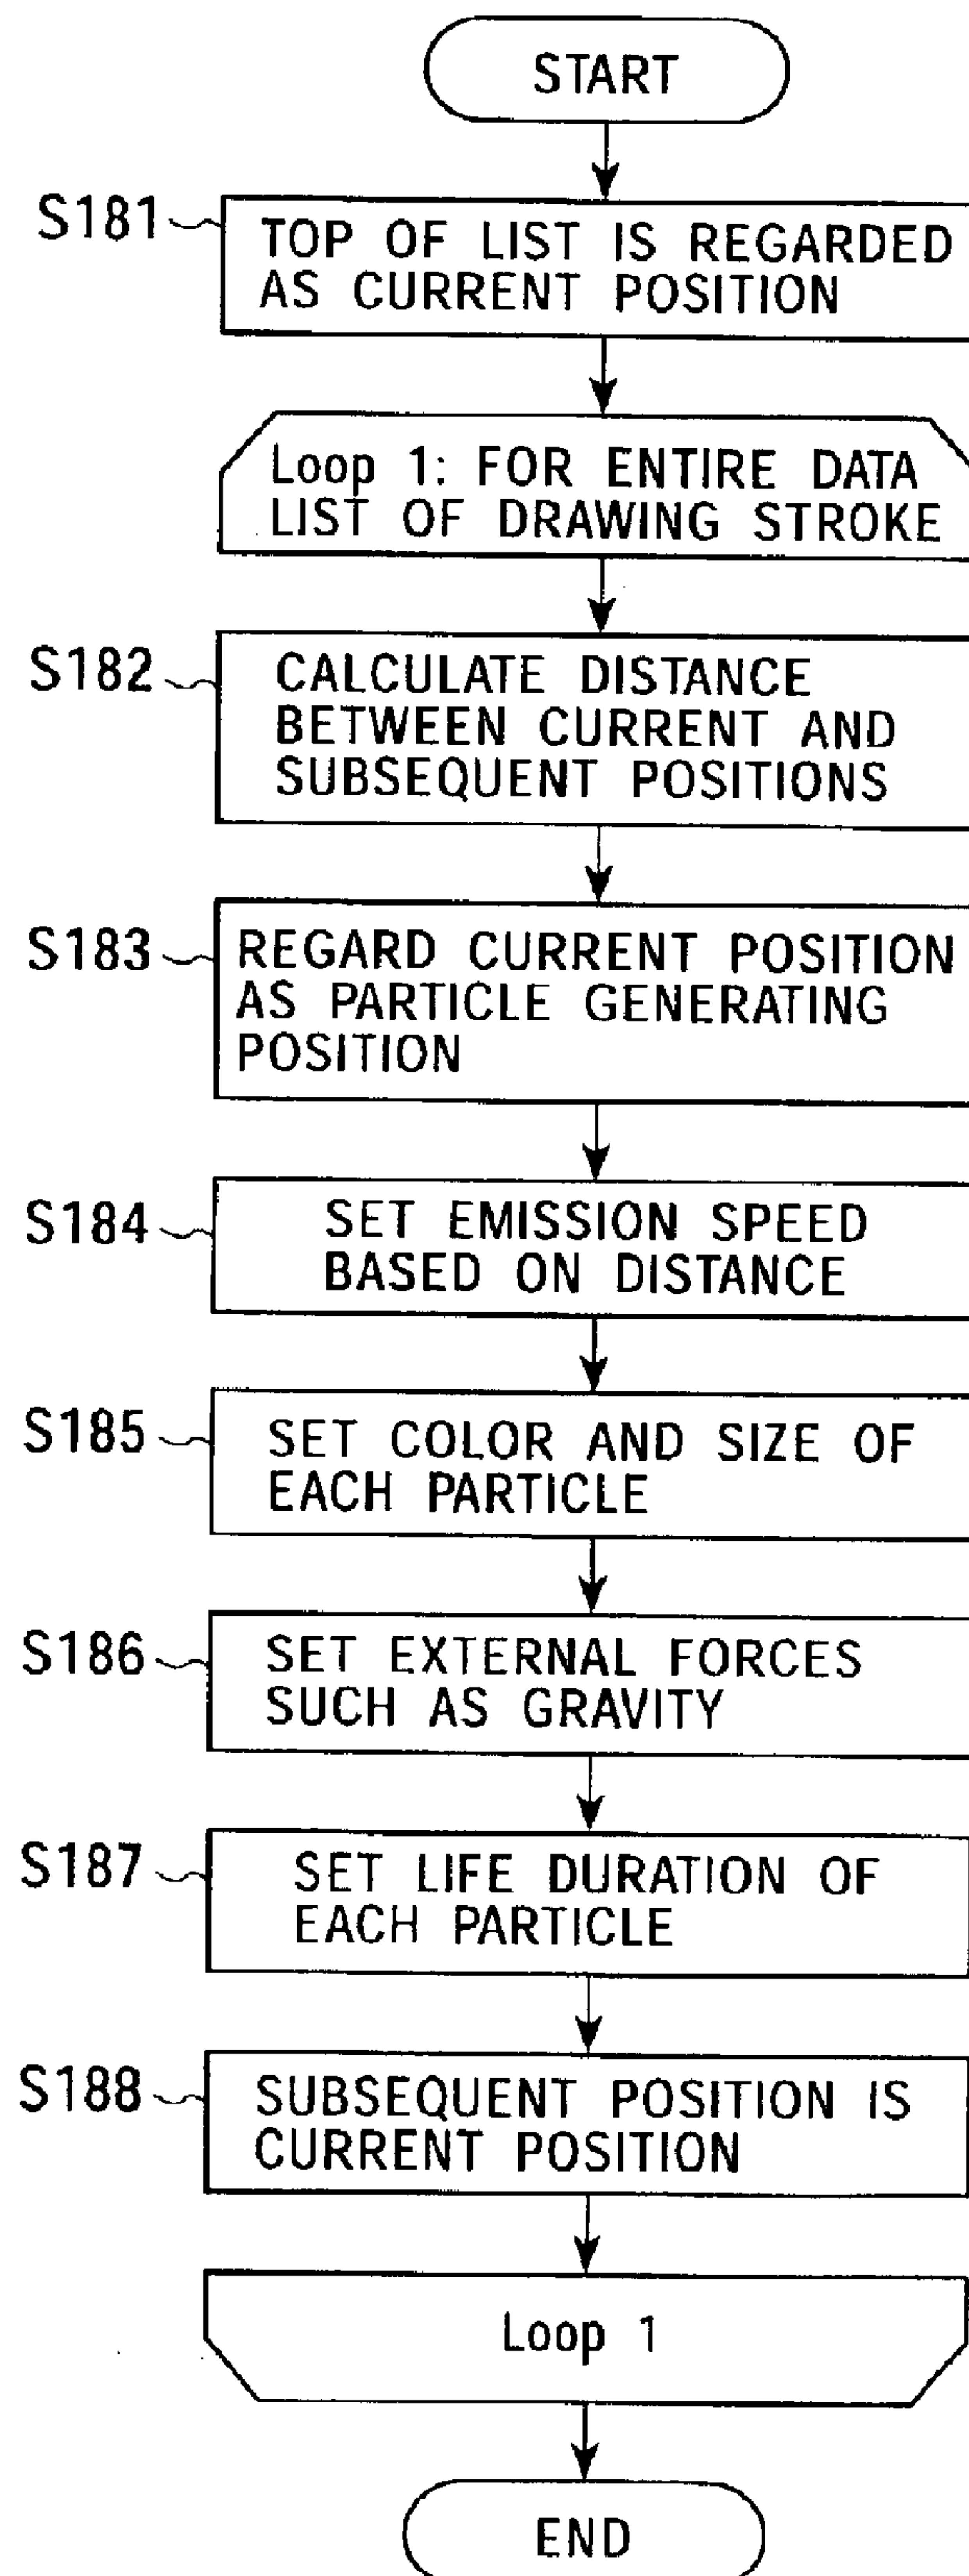 START
S181
TOP OF LIST IS REGARDED
AS CURRENT POSITION
Loop 1: FOR ENTIRE DATA
LIST OF DRAWING STROKE
S182
CALCULATE DISTANCE
BETWEEN CURRENT AND
SUBSEQUENT POSITIONS
S183
REGARD CURRENT POSITION
AS PARTICLE GENERATING
POSITION
S184
SET EMISSION SPEED
BASED ON DISTANCE
S185
SET COLOR AND SIZE OF
EACH PARTICLE
S186
SET EXTERNAL FORCES
SUCH AS GRAVITY
S187
SET LIFE DURATION OF
EACH PARTICLE
S188
SUBSEQUENT POSITION IS
CURRENT POSITION
Loop 1
END